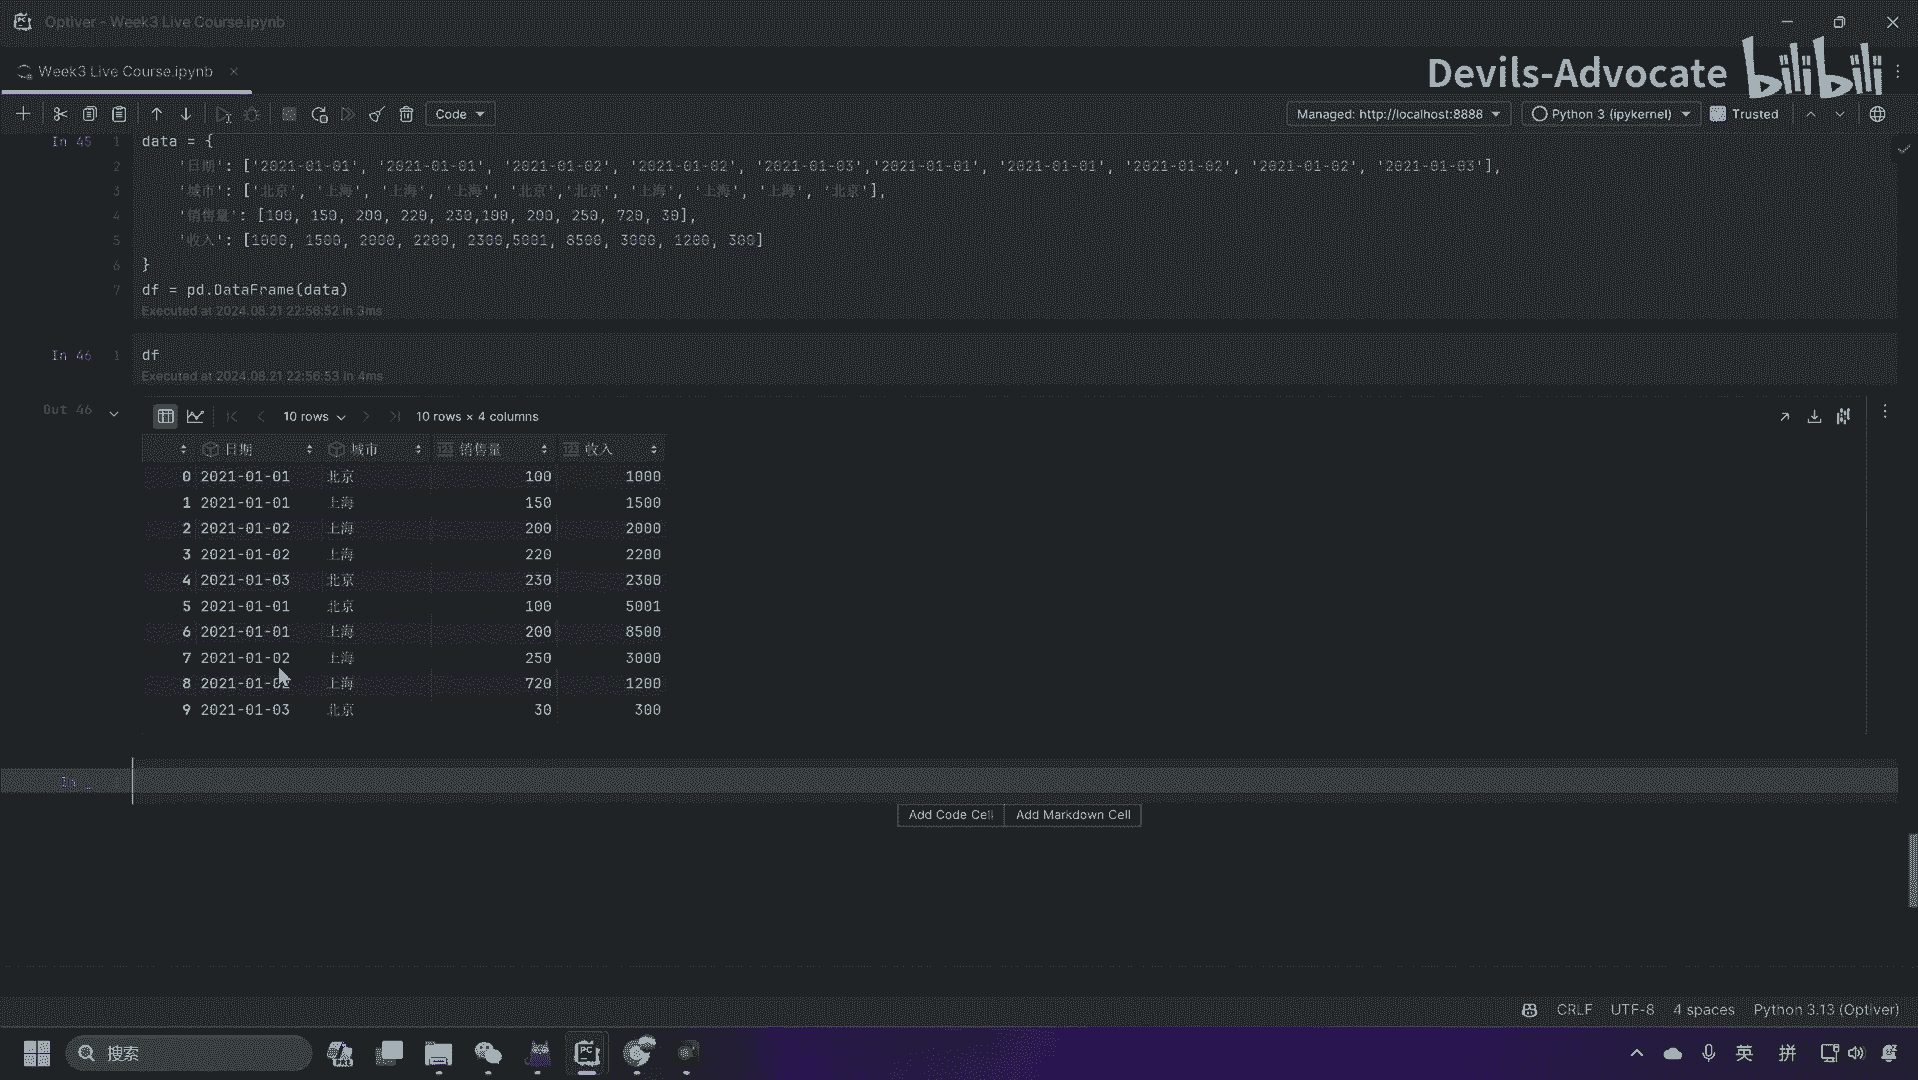 Optiver - Week3 Live Course.ipynb
Week3 Live Course.ipynb
Devils-Advocate bilibili
Code
Managed: http://localhost:8888
Python 3 (ipykernel)
Trusted
In 45
1 data = {
2 '日期': ['2021-01-01', '2021-01-01', '2021-01-02', '2021-01-02', '2021-01-03','2021-01-01', '2021-01-01', '2021-01-02', '2021-01-02', '2021-01-03'],
3 '城市': ['北京', '上海', '上海', '上海', '北京','北京', '上海', '上海', '上海', '北京'],
4 '销售量': [100, 150, 200, 220, 230,100, 200, 250, 720, 30],
5 '收入': [1000, 1500, 2000, 2200, 2300,5001, 8500, 3000, 1200, 300]
6 }
7 df = pd.DataFrame(data)
Executed at 2024.08.21 22:56:52 in 3ms
In 46 1 df
Executed at 2024.08.21 22:56:53 in 4ms
Out 46
10 rows 10 rows × 4 columns
日期 城市 123 销售量 123 收入
0 2021-01-01 北京 100 1000
1 2021-01-01 上海 150 1500
2 2021-01-02 上海 200 2000
3 2021-01-02 上海 220 2200
4 2021-01-03 北京 230 2300
5 2021-01-01 北京 100 5001
6 2021-01-01 上海 200 8500
7 2021-01-02 上海 250 3000
8 2021-01-02 上海 720 1200
9 2021-01-03 北京 30 300
In _
Add Code Cell Add Markdown Cell
CRLF UTF-8 4 spaces Python 3.13 (Optiver)
搜索
英 拼